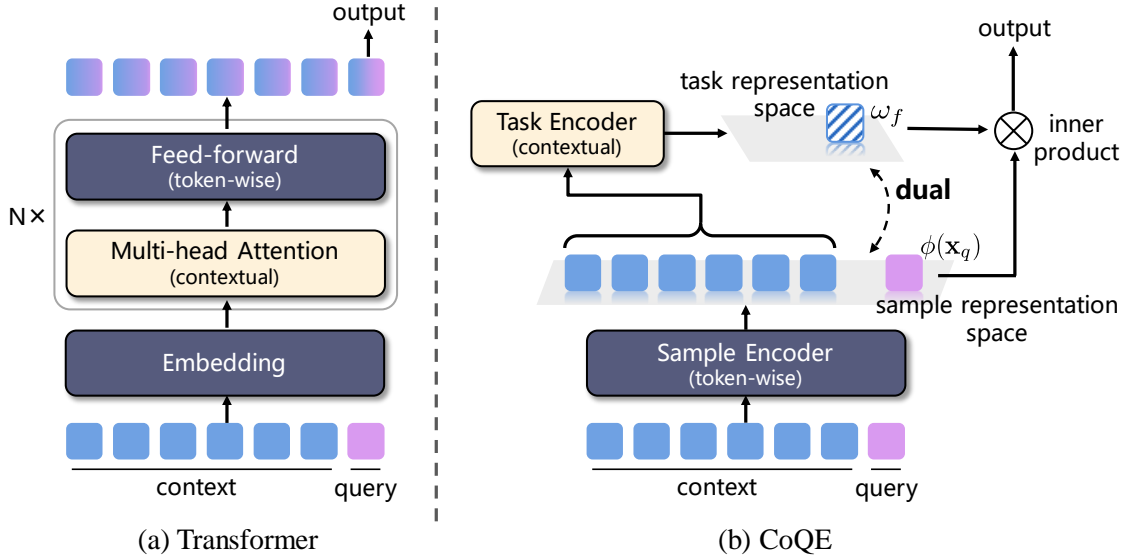 output
Feed-forward
(token-wise)
N×
Multi-head Attention
(contextual)
Embedding
context
query
(a) Transformer
output
task representation
space
Task Encoder
(contextual)
ω_f
inner
product
dual
ϕ(x_q)
sample representation
space
Sample Encoder
(token-wise)
context
query
(b) CoQE